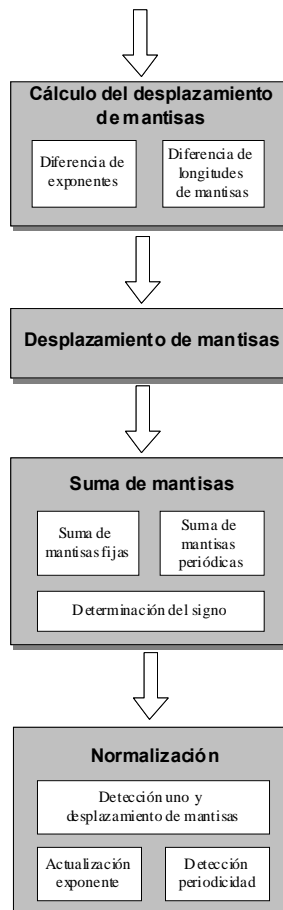 Cálculo del desplazamiento
de mantisas
Diferencia de
exponentes
Diferencia de
longitudes
de mantisas
Desplazamiento de mantisas
Suma de mantisas
Suma de
mantisas fijas
Suma de
mantisas
periódicas
Determinación del signo
Normalización
Detección uno y
desplazamiento de mantisas
Actualización
exponente
Detección
periodicidad